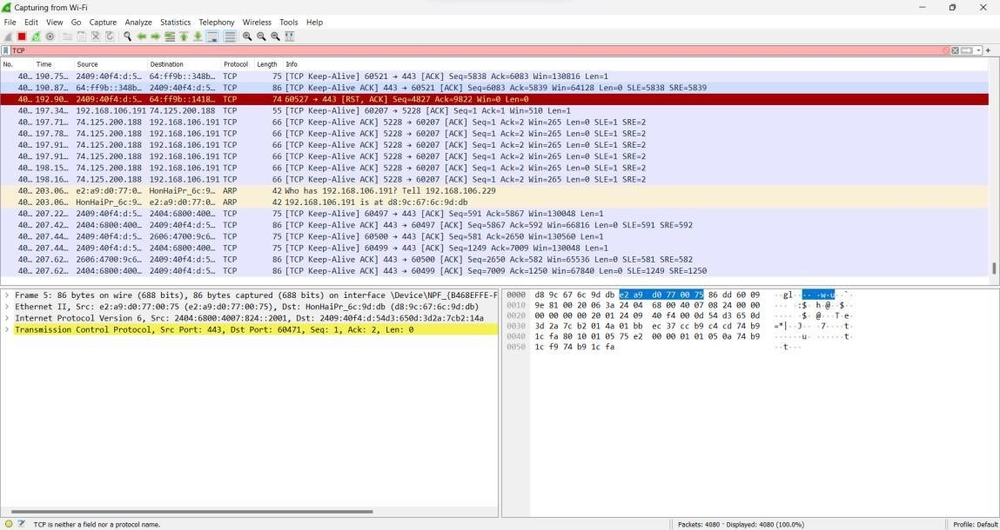 Capturing from Wi-Fi
File Edit View Go Capture Analyze Statistics Telephony Wireless Tools Help
TCP
No. Time Source Destination Protocol Length Info
40… 190.75… 2409:40f4:d:5… 64:ff9b::348b… TCP 75 [TCP Keep-Alive] 60521 → 443 [ACK] Seq=5838 Ack=6083 Win=130816 Len=1
40… 190.87… 64:ff9b::348b… 2409:40f4:d:5… TCP 86 [TCP Keep-Alive ACK] 443 → 60521 [ACK] Seq=6083 Ack=5839 Win=64128 Len=0 SLE=5838 SRE=5839
40… 192.90… 2409:40f4:d:5… 64:ff9b::1418… TCP 74 60527 → 443 [RST, ACK] Seq=4827 Ack=9822 Win=0 Len=0
40… 197.34… 192.168.106.191 74.125.200.188 TCP 55 [TCP Keep-Alive] 60207 → 5228 [ACK] Seq=1 Ack=1 Win=510 Len=1
40… 197.71… 74.125.200.188 192.168.106.191 TCP 66 [TCP Keep-Alive ACK] 5228 → 60207 [ACK] Seq=1 Ack=2 Win=265 Len=0 SLE=1 SRE=2
40… 197.78… 74.125.200.188 192.168.106.191 TCP 66 [TCP Keep-Alive ACK] 5228 → 60207 [ACK] Seq=1 Ack=2 Win=265 Len=0 SLE=1 SRE=2
40… 197.91… 74.125.200.188 192.168.106.191 TCP 66 [TCP Keep-Alive ACK] 5228 → 60207 [ACK] Seq=1 Ack=2 Win=265 Len=0 SLE=1 SRE=2
40… 197.91… 74.125.200.188 192.168.106.191 TCP 66 [TCP Keep-Alive ACK] 5228 → 60207 [ACK] Seq=1 Ack=2 Win=265 Len=0 SLE=1 SRE=2
40… 198.15… 74.125.200.188 192.168.106.191 TCP 66 [TCP Keep-Alive ACK] 5228 → 60207 [ACK] Seq=1 Ack=2 Win=265 Len=0 SLE=1 SRE=2
40… 198.16… 74.125.200.188 192.168.106.191 TCP 66 [TCP Keep-Alive ACK] 5228 → 60207 [ACK] Seq=1 Ack=2 Win=265 Len=0 SLE=1 SRE=2
40… 203.06… e2:a9:d0:77:0… HonHaiPr_6c:9… ARP 42 Who has 192.168.106.191? Tell 192.168.106.229
40… 203.06… HonHaiPr_6c:9… e2:a9:d0:77:0… ARP 42 192.168.106.191 is at d8:9c:67:6c:9d:db
40… 207.22… 2409:40f4:d:5… 2404:6800:400… TCP 75 [TCP Keep-Alive] 60497 → 443 [ACK] Seq=591 Ack=5867 Win=130048 Len=1
40… 207.42… 2404:6800:400… 2409:40f4:d:5… TCP 86 [TCP Keep-Alive ACK] 443 → 60497 [ACK] Seq=5867 Ack=592 Win=66816 Len=0 SLE=591 SRE=592
40… 207.44… 2409:40f4:d:5… 2606:4700:9c6… TCP 75 [TCP Keep-Alive] 60500 → 443 [ACK] Seq=581 Ack=2650 Win=130560 Len=1
40… 207.44… 2409:40f4:d:5… 2404:6800:400… TCP 75 [TCP Keep-Alive] 60499 → 443 [ACK] Seq=1249 Ack=7009 Win=130048 Len=1
40… 207.62… 2606:4700:9c6… 2409:40f4:d:5… TCP 86 [TCP Keep-Alive ACK] 443 → 60500 [ACK] Seq=2650 Ack=582 Win=65536 Len=0 SLE=581 SRE=582
40… 207.62… 2404:6800:400… 2409:40f4:d:5… TCP 86 [TCP Keep-Alive ACK] 443 → 60499 [ACK] Seq=7009 Ack=1250 Win=67840 Len=0 SLE=1249 SRE=1250
Frame 5: 86 bytes on wire (688 bits), 86 bytes captured (688 bits) on interface \Device\NPF_{B468EFFE-F
Ethernet II, Src: e2:a9:d0:77:00:75 (e2:a9:d0:77:00:75), Dst: HonHaiPr_6c:9d:db (d8:9c:67:6c:9d:db)
Internet Protocol Version 6, Src: 2404:6800:4007:824::2001, Dst: 2409:40f4:d:54d3:650d:3d2a:7cb2:14a
Transmission Control Protocol, Src Port: 443, Dst Port: 60471, Seq: 1, Ack: 2, Len: 0
0000 d8 9c 67 6c 9d db e2 a9 d0 77 00 75 86 dd 60 09 ··gl···· ·w·u··`·
0010 9e 81 00 20 06 3a 24 04 68 00 40 07 08 24 00 00 ··· ·:$· h·@··$··
0020 00 00 00 00 20 01 24 09 40 f4 00 0d 54 d3 65 0d ···· ·$· @···T·e·
0030 3d 2a 7c b2 01 4a 01 bb ec 37 cc b9 c4 cd 74 b9 =*|··J·· ·7····t·
0040 1c fa 80 10 01 05 75 e2 00 00 01 01 05 0a 74 b9 ······u· ······t·
0050 1c f9 74 b9 1c fa ··t···
TCP is neither a field nor a protocol name.
Packets: 4080 · Displayed: 4080 (100.0%)
Profile: Default